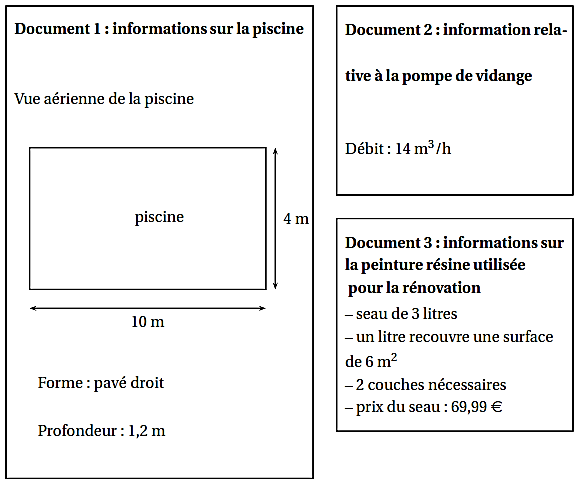 Document 1 : informations sur la piscine
Vue aérienne de la piscine
piscine
4 m
10 m
Forme : pavé droit
Profondeur : 1,2 m
Document 2 : information rela-
tive à la pompe de vidange
Débit : 14 m³/h
Document 3 : informations sur
la peinture résine utilisée
pour la rénovation
– seau de 3 litres
– un litre recouvre une surface
de 6 m²
– 2 couches nécessaires
– prix du seau : 69,99 €